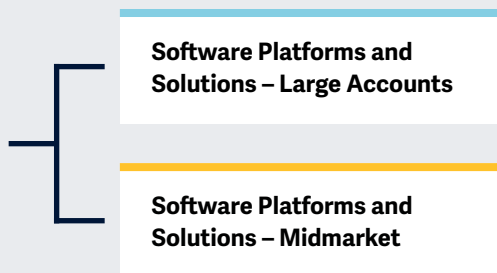 Software Platforms and
Solutions – Large Accounts
Software Platforms and
Solutions – Midmarket